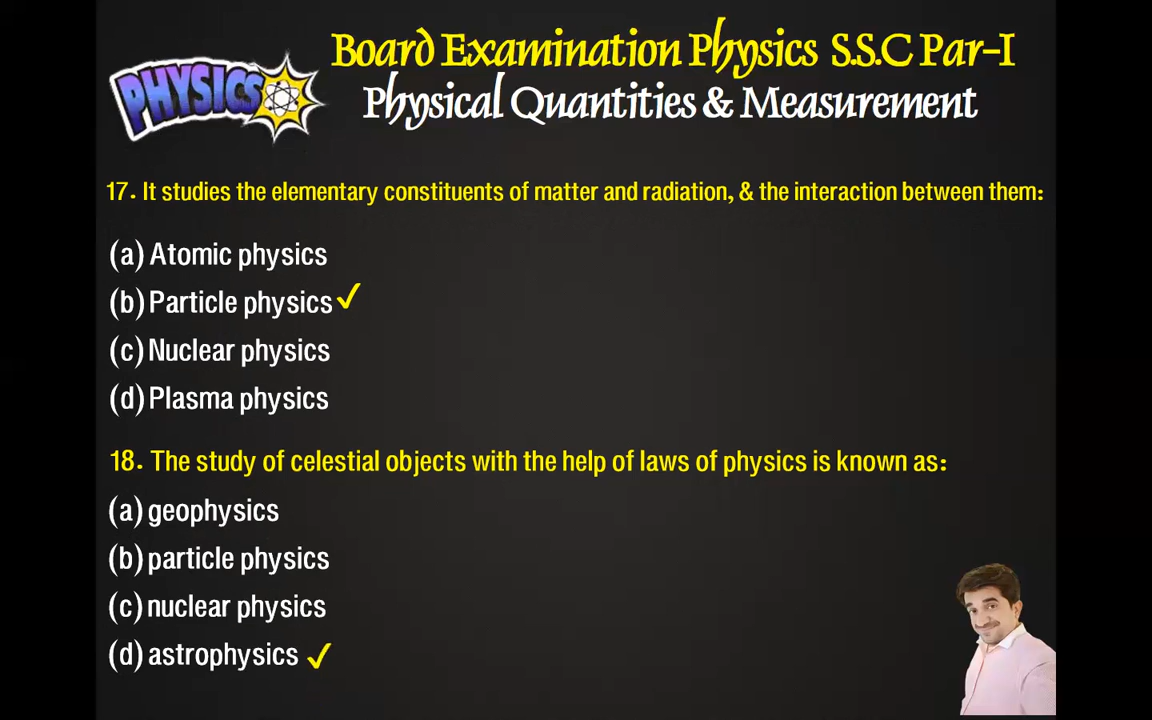 PHYSICS
Board Examination Physics S.S.C Par-I
Physical Quantities & Measurement
17. It studies the elementary constituents of matter and radiation, & the interaction between them:
(a) Atomic physics
(b) Particle physics ✓
(c) Nuclear physics
(d) Plasma physics
18. The study of celestial objects with the help of laws of physics is known as:
(a) geophysics
(b) particle physics
(c) nuclear physics
(d) astrophysics ✓